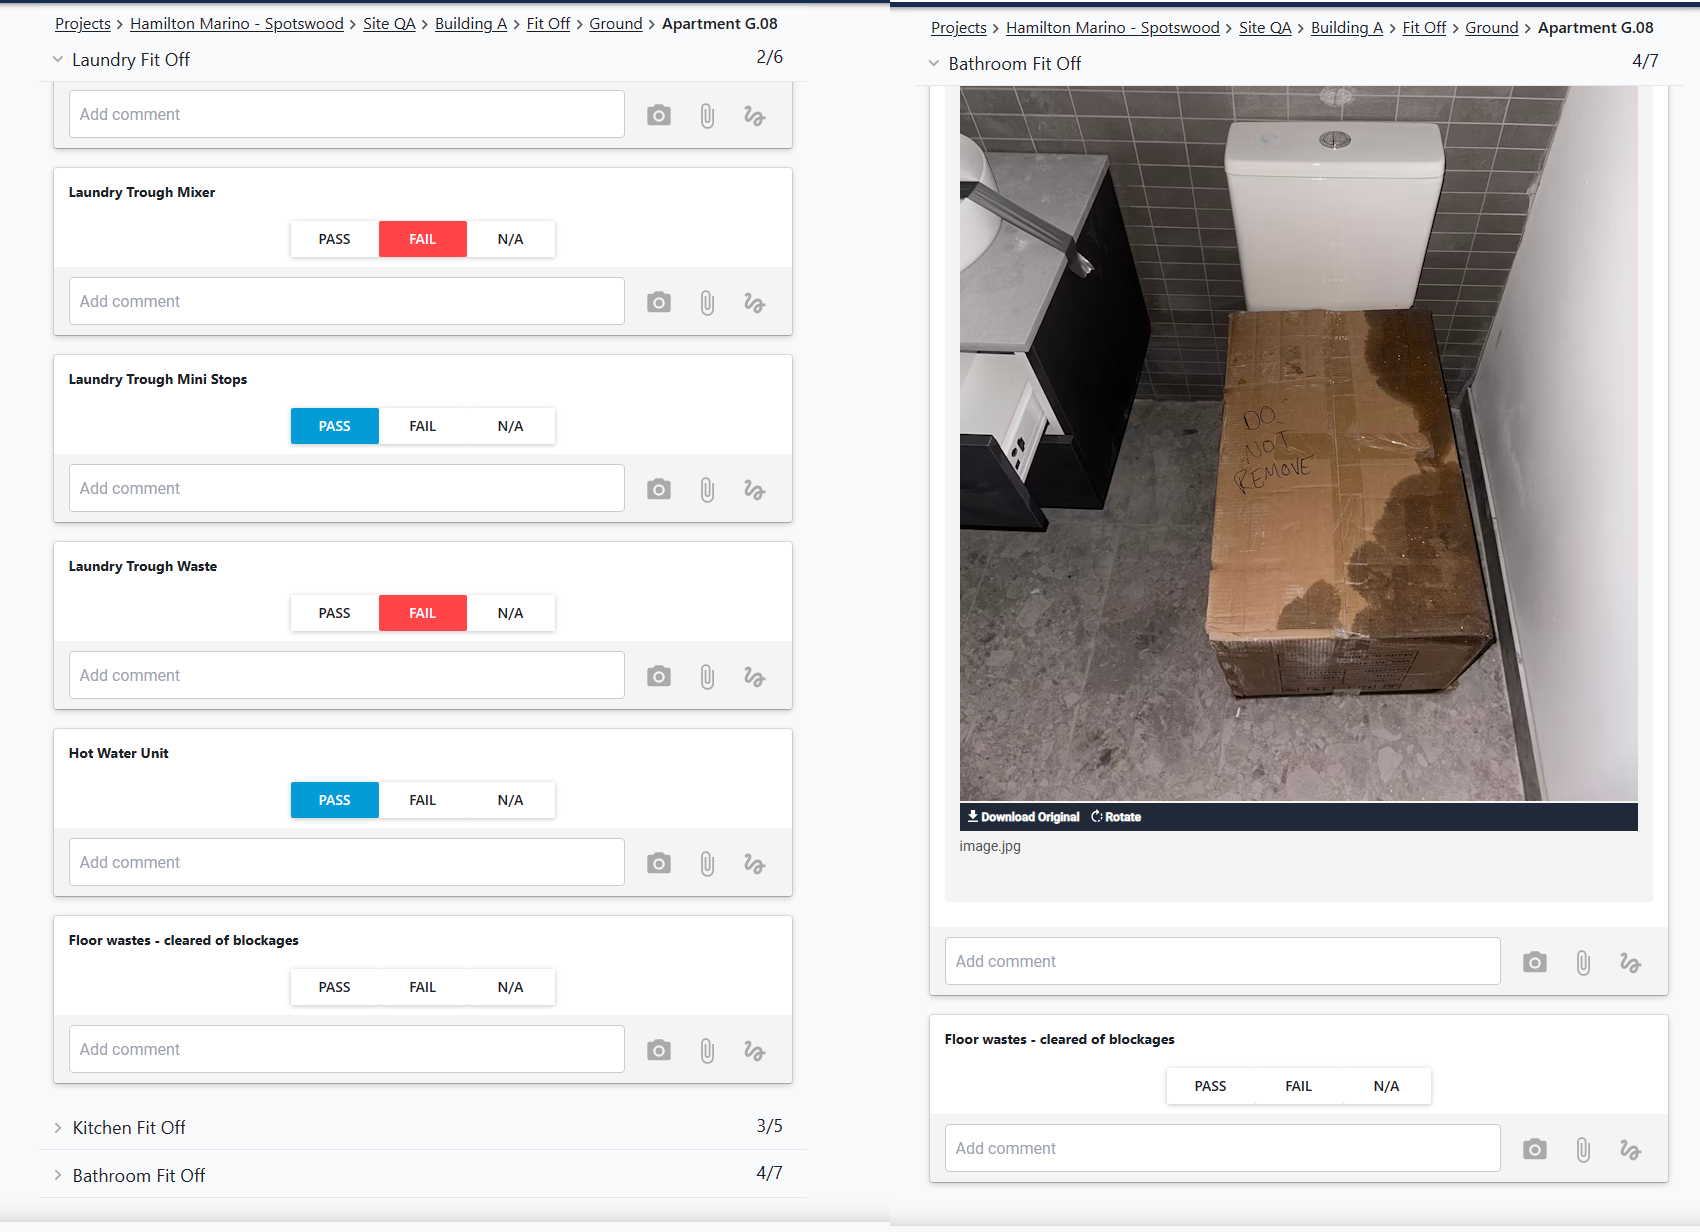 Projects > Hamilton Marino - Spotswood > Site QA > Building A > Fit Off > Ground > Apartment G.08
Laundry Fit Off 2/6
Add comment
Laundry Trough Mixer
PASS FAIL N/A
Add comment
Laundry Trough Mini Stops
PASS FAIL N/A
Add comment
Laundry Trough Waste
PASS FAIL N/A
Add comment
Hot Water Unit
PASS FAIL N/A
Add comment
Floor wastes - cleared of blockages
PASS FAIL N/A
Add comment
Kitchen Fit Off 3/5
Bathroom Fit Off 4/7
Projects > Hamilton Marino - Spotswood > Site QA > Building A > Fit Off > Ground > Apartment G.08
Bathroom Fit Off 4/7
DO
NOT
REMOVE
Download Original Rotate
image.jpg
Add comment
Floor wastes - cleared of blockages
PASS FAIL N/A
Add comment